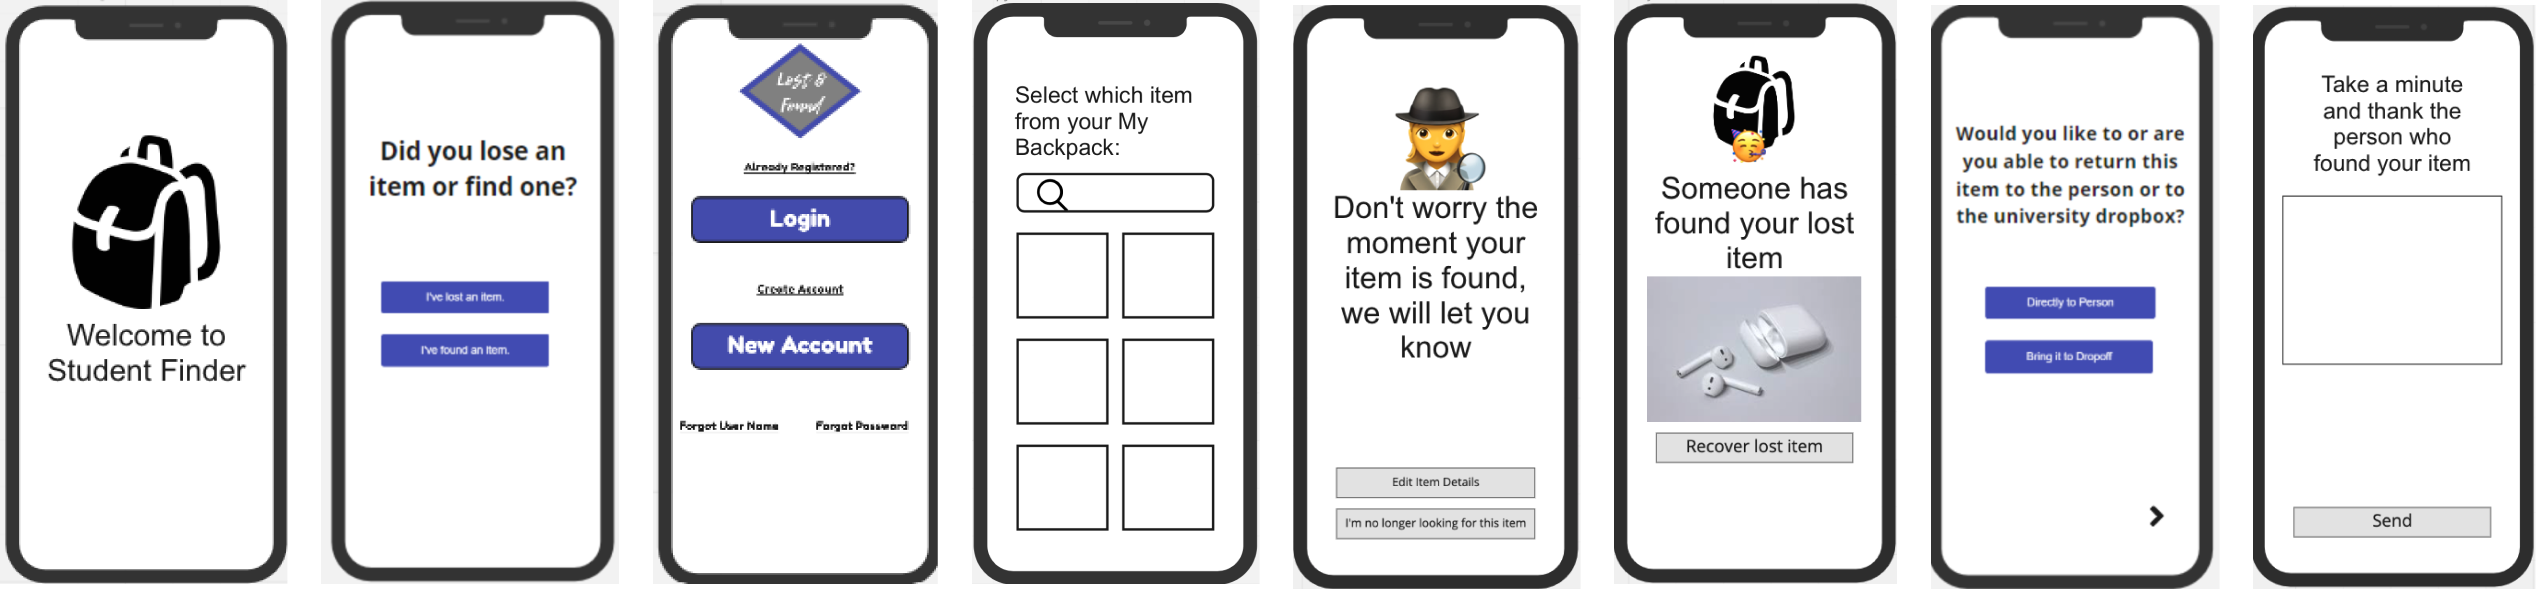 Welcome to
Student Finder
Did you lose an
item or find one?
I've lost an item.
I've found an item.
Lost &
Found
Already Registered?
Login
Create Account
New Account
Forgot User Name
Forgot Password
Select which item
from your My
Backpack:
Don't worry the
moment your
item is found,
we will let you
know
Edit Item Details
I'm no longer looking for this item
Someone has
found your lost
item
Recover lost item
Would you like to or are
you able to return this
item to the person or to
the university dropbox?
Directly to Person
Bring it to Dropoff
Take a minute
and thank the
person who
found your item
Send